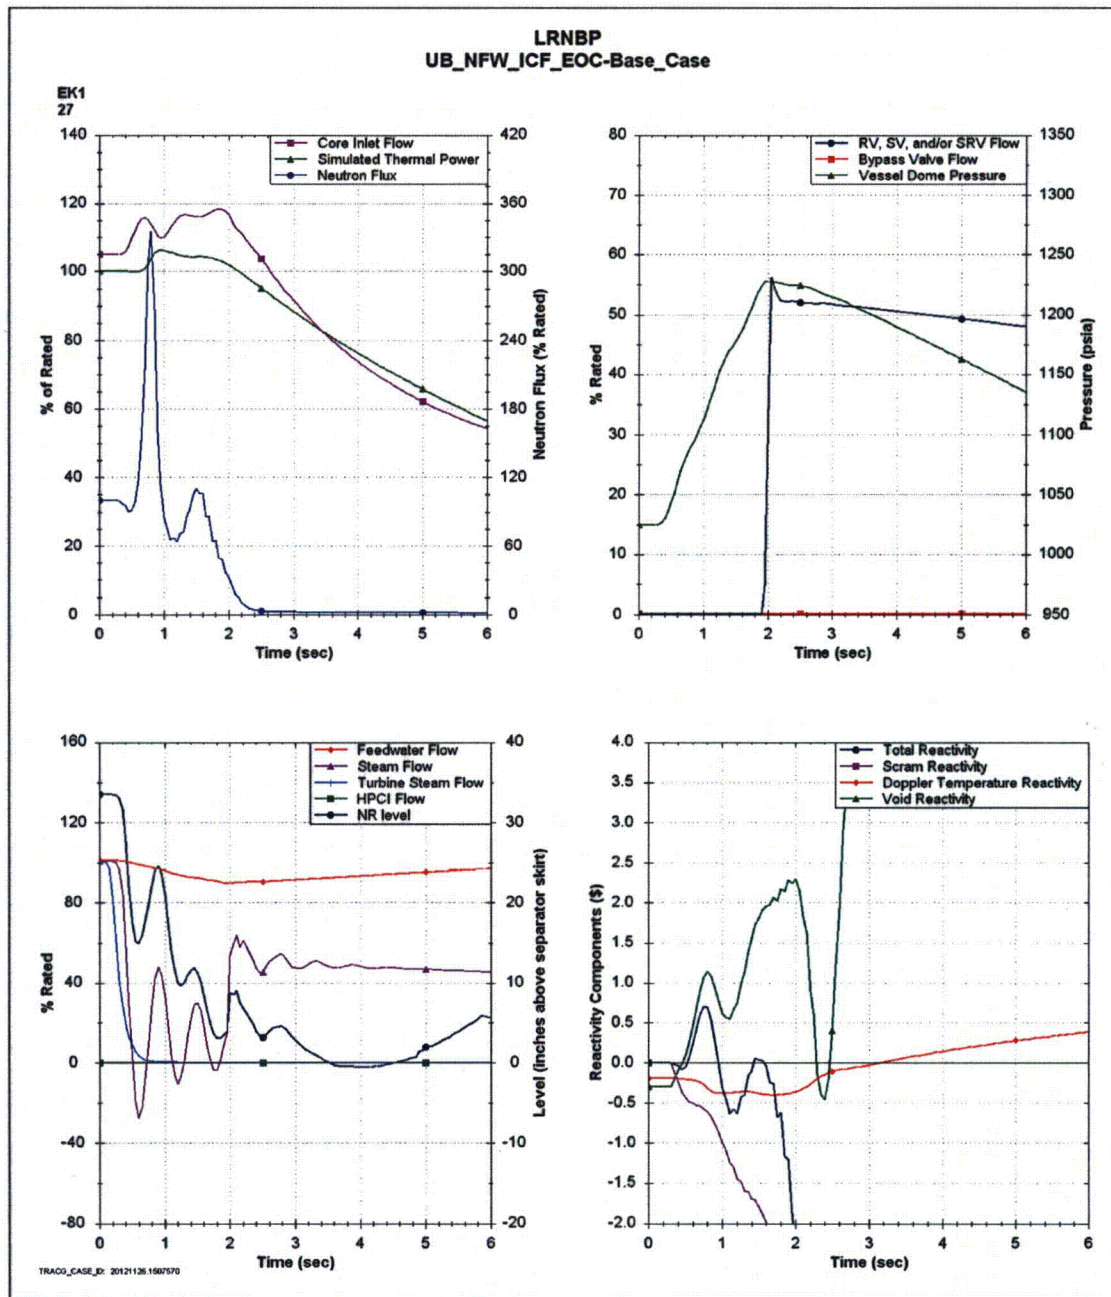 LRNBP
UB_NFW_ICF_EOC-Base_Case
EK1
27
Core Inlet Flow
Simulated Thermal Power
Neutron Flux
% of Rated
140
120
100
80
60
40
20
0
420
360
300
240
180
120
60
0
Neutron Flux (% Rated)
0 1 2 3 4 5 6
Time (sec)
RV, SV, and/or SRV Flow
Bypass Valve Flow
Vessel Dome Pressure
% Rated
80
70
60
50
40
30
20
10
0
1350
1300
1250
1200
1150
1100
1050
1000
950
Pressure (psia)
0 1 2 3 4 5 6
Time (sec)
Feedwater Flow
Steam Flow
Turbine Steam Flow
HPCI Flow
NR level
% Rated
160
120
80
40
0
-40
-80
40
30
20
10
0
-10
-20
Level (inches above separator skirt)
0 1 2 3 4 5 6
Time (sec)
Total Reactivity
Scram Reactivity
Doppler Temperature Reactivity
Void Reactivity
Reactivity Components ($)
4.0
3.5
3.0
2.5
2.0
1.5
1.0
0.5
0.0
-0.5
-1.0
-1.5
-2.0
0 1 2 3 4 5 6
Time (sec)
TRACG_CASE_ID: 20121126.1507570